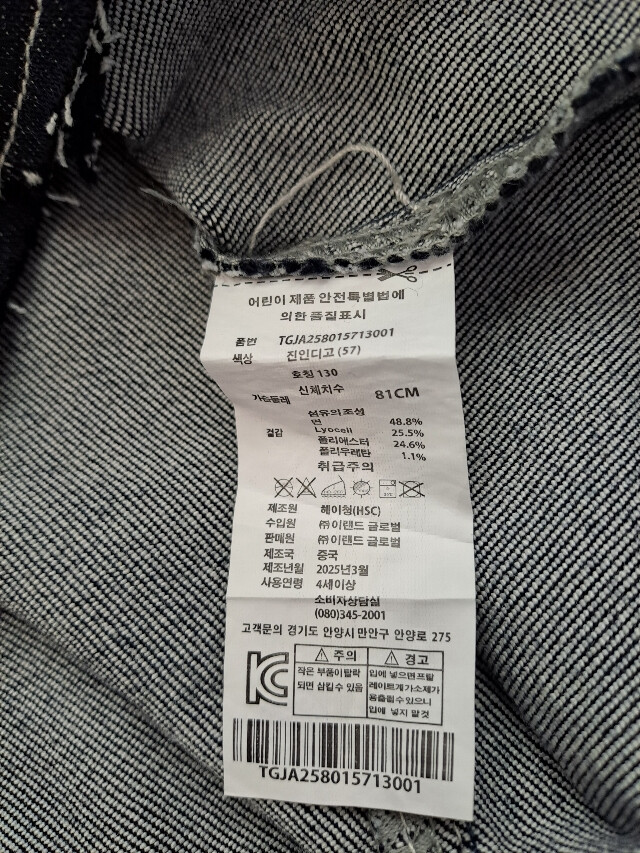 어린이 제품 안전특별법에
의한 품질표시
품번 TGJA258015713001
색상 진인디고 (57)
호칭 130
신체치수
가슴둘레 81CM
섬유의 조성
겉감 면 48.8%
Lyocell 25.5%
폴리에스터 24.6%
폴리우레탄 1.1%
취급주의
제조원 헤이청(HSC)
수입원 ㈜이랜드 글로벌
판매원 ㈜이랜드 글로벌
제조국 중국
제조년월 2025년3월
사용연령 4세이상
소비자상담실
(080)345-2001
고객문의 경기도 안양시 만안구 안양로 275
KC
주의
작은 부품이탈락
되면 삼킬수 있음
경고
입에 넣으면프탈
레이트계가소제가
용출될수있으니
입에 넣지 말 것
TGJA258015713001